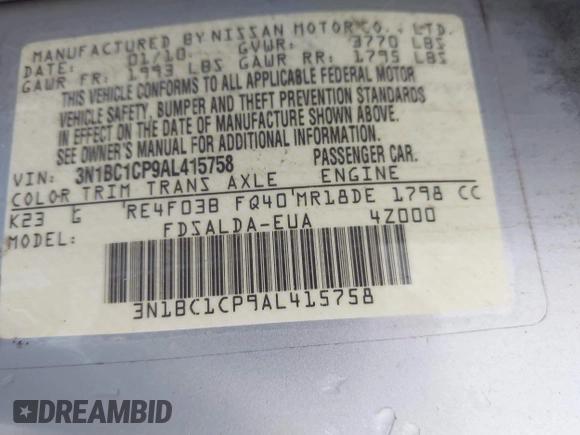 MANUFACTURED BY NISSAN MOTOR CO., LTD.
DATE: 01/10 GVWR: 3770 LBS
GAWR FR: 1993 LBS GAWR RR: 1795 LBS
THIS VEHICLE CONFORMS TO ALL APPLICABLE FEDERAL MOTOR
VEHICLE SAFETY, BUMPER AND THEFT PREVENTION STANDARDS
IN EFFECT ON THE DATE OF MANUFACTURE SHOWN ABOVE.
SEE OWNER'S MANUAL FOR ADDITIONAL INFORMATION.
VIN: 3N1BC1CP9AL415758 PASSENGER CAR.
COLOR TRIM TRANS AXLE ENGINE
K23 G RE4F03B FQ40 MR18DE 1798 CC
MODEL: FDSALDA-EUA 4Z000
3N1BC1CP9AL415758
DREAMBID